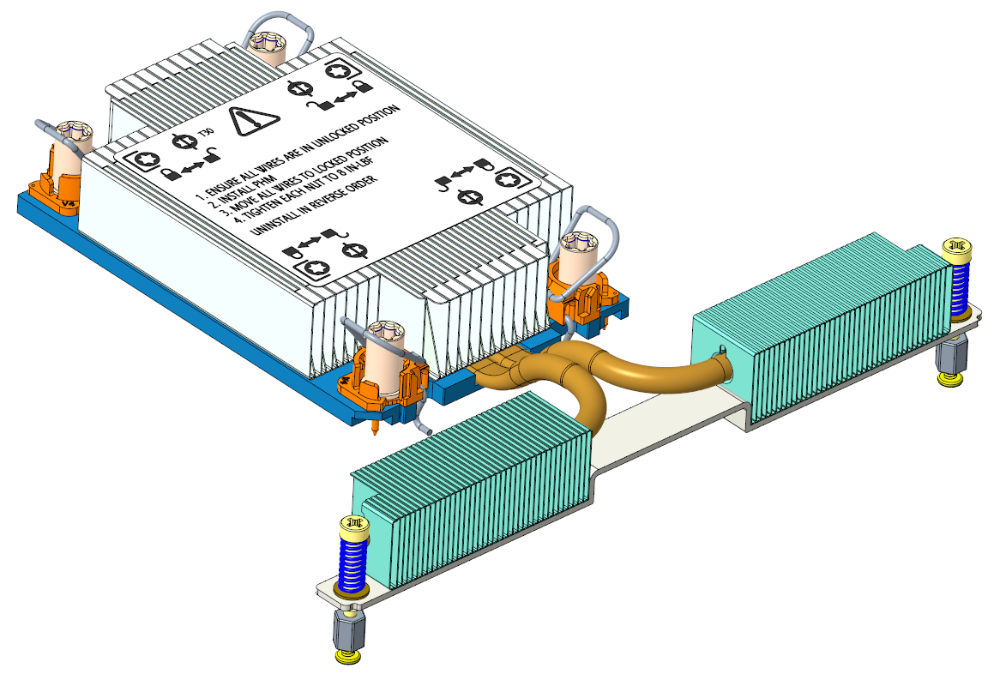 T30
1. ENSURE ALL WIRES ARE IN UNLOCKED POSITION
2. INSTALL PHM
3. MOVE ALL WIRES TO LOCKED POSITION
4. TIGHTEN EACH NUT TO 8 IN-LBF
UNINSTALL IN REVERSE ORDER
V4